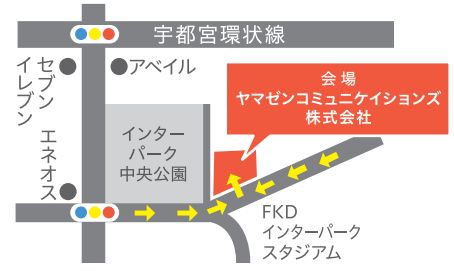 宇都宮環状線
セブン
イレブン
アベイル
会場
ヤマゼンコミュニケイションズ
株式会社
インター
パーク
中央公園
エネオス
FKD
インターパーク
スタジアム